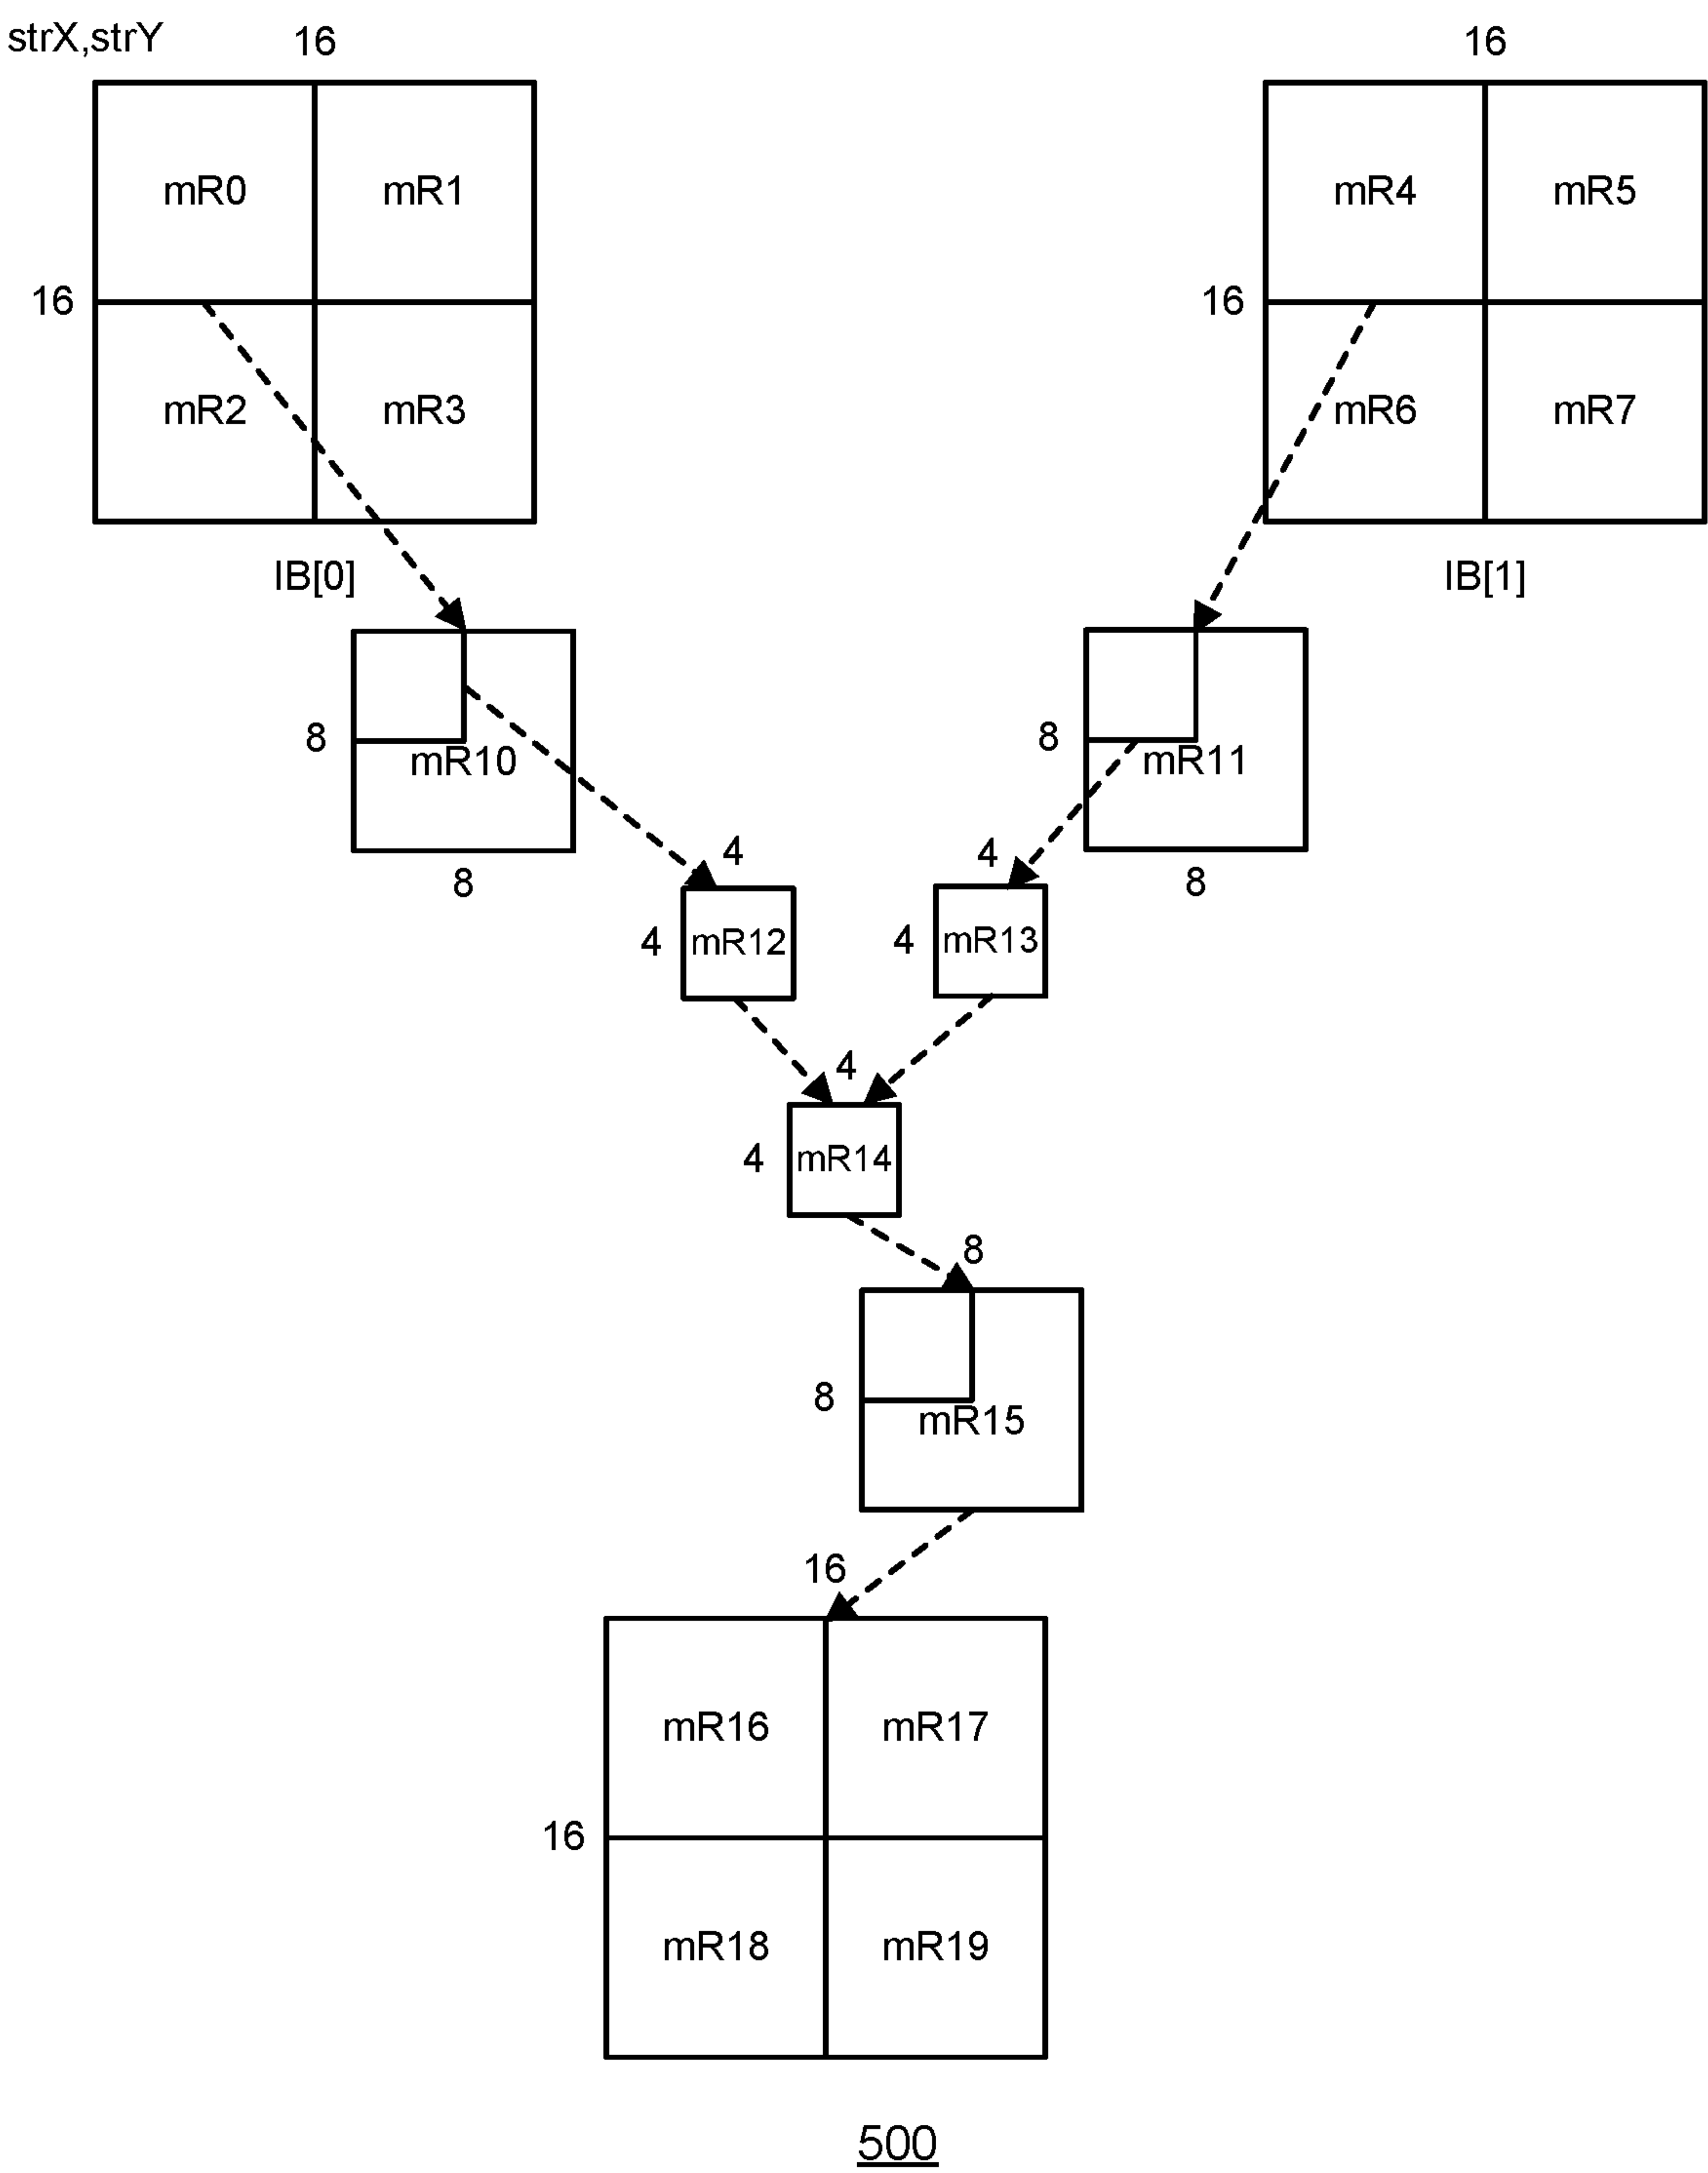 strX,strY 16 16
mR0 mR1 mR4 mR5
16 16
mR2 mR3 mR6 mR7
IB[0] IB[1]
8 mR10 8 mR11
8 8
4 4
4 mR12 4 mR13
4
4 mR14
8
8 mR15
16
mR16 mR17
16
mR18 mR19
500